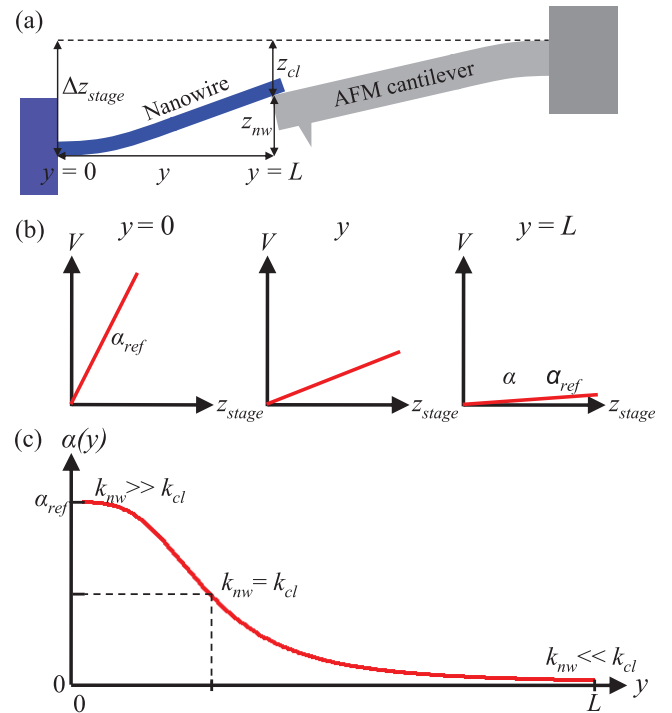 (a)
z_cl
Δz_stage
Nanowire
AFM cantilever
z_nw
y = 0
y
y = L
(b)
y = 0
y
y = L
V
V
V
α_ref
α
α_ref
z_stage
z_stage
z_stage
(c)
α(y)
α_ref
k_nw >> k_cl
k_nw = k_cl
k_nw << k_cl
0
0
L
y